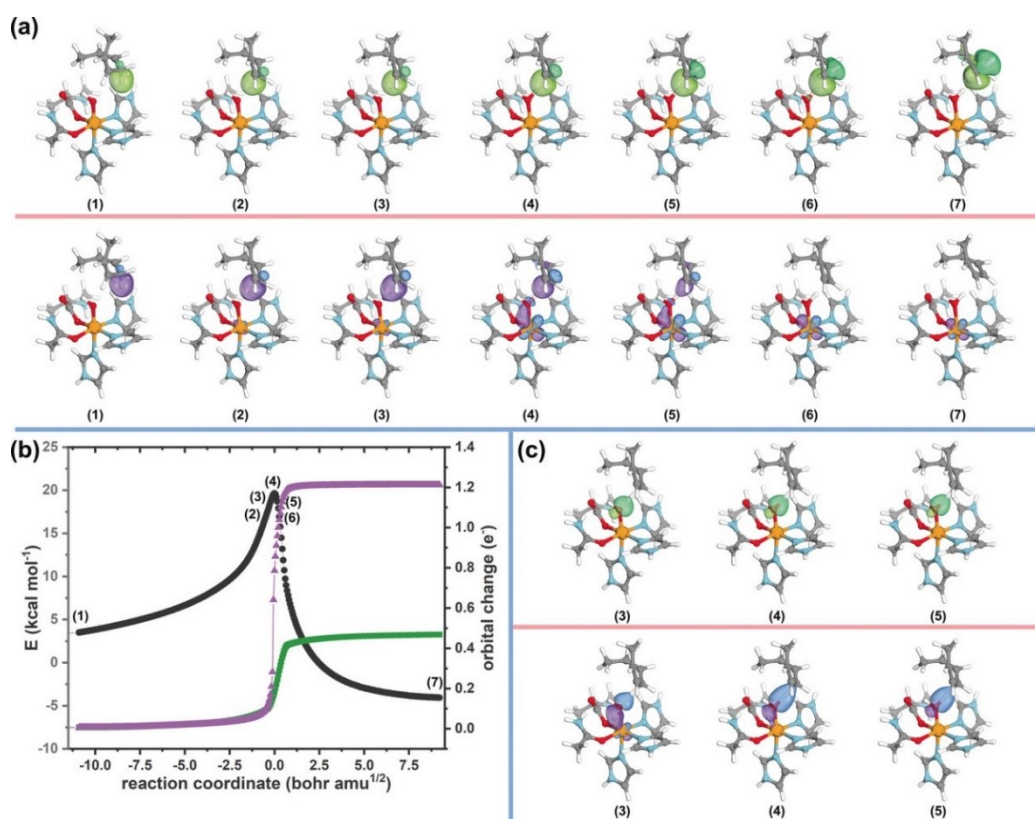 (a)
(1) (2) (3) (4) (5) (6) (7)
(1) (2) (3) (4) (5) (6) (7)
(b)
25
20
15
10
5
0
-5
-10
E (kcal mol⁻¹)
(1)
(2)
(3)
(4)
(5)
(6)
(7)
1.4
1.2
1.0
0.8
0.6
0.4
0.2
0.0
orbital change (e⁻)
-10.0 -7.5 -5.0 -2.5 0.0 2.5 5.0 7.5
reaction coordinate (bohr amu¹/²)
(c)
(3) (4) (5)
(3) (4) (5)